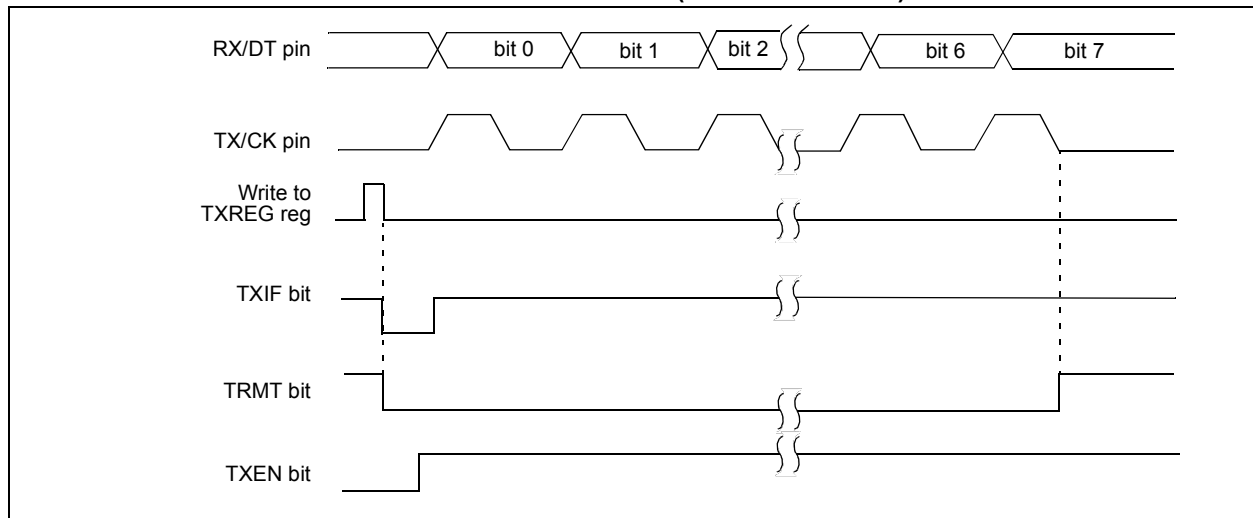 RX/DT pin
bit 0 bit 1 bit 2 bit 6 bit 7
TX/CK pin
Write to
TXREG reg
TXIF bit
TRMT bit
TXEN bit